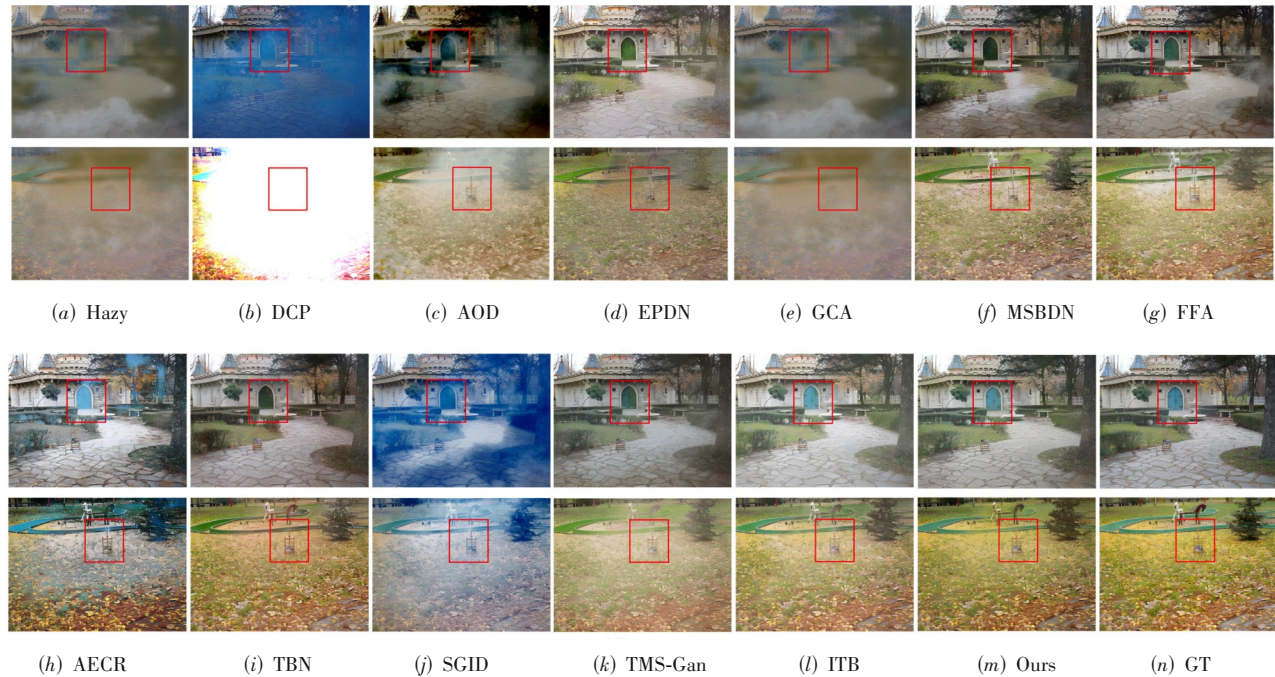 (a) Hazy (b) DCP (c) AOD (d) EPDN (e) GCA (f) MSBDN (g) FFA
(h) AECR (i) TBN (j) SGID (k) TMS-Gan (l) ITB (m) Ours (n) GT